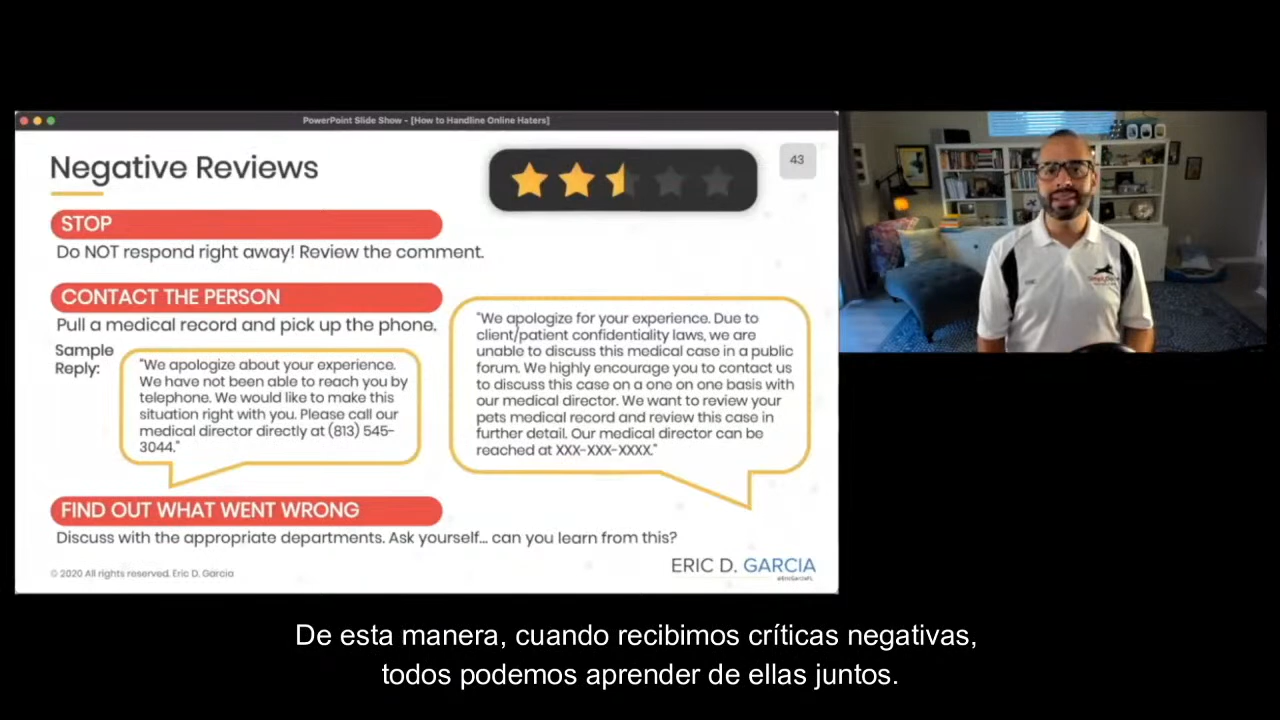 PowerPoint Slide Show - [How to Handline Online Haters]
Negative Reviews
43
STOP
Do NOT respond right away! Review the comment.
CONTACT THE PERSON
Pull a medical record and pick up the phone.
Sample
Reply:
"We apologize about your experience.
We have not been able to reach you by
telephone. We would like to make this
situation right with you. Please call our
medical director directly at (813) 545-
3044."
"We apologize for your experience. Due to
client/patient confidentiality laws, we are
unable to discuss this medical case in a public
forum. We highly encourage you to contact us
to discuss this case on a one on one basis with
our medical director. We want to review your
pets medical record and review this case in
further detail. Our medical director can be
reached at XXX-XXX-XXXX."
FIND OUT WHAT WENT WRONG
Discuss with the appropriate departments. Ask yourself... can you learn from this?
© 2020 All rights reserved. Eric D. Garcia
ERIC D. GARCIA
@EricGarciaFL
De esta manera, cuando recibimos críticas negativas,
todos podemos aprender de ellas juntos.